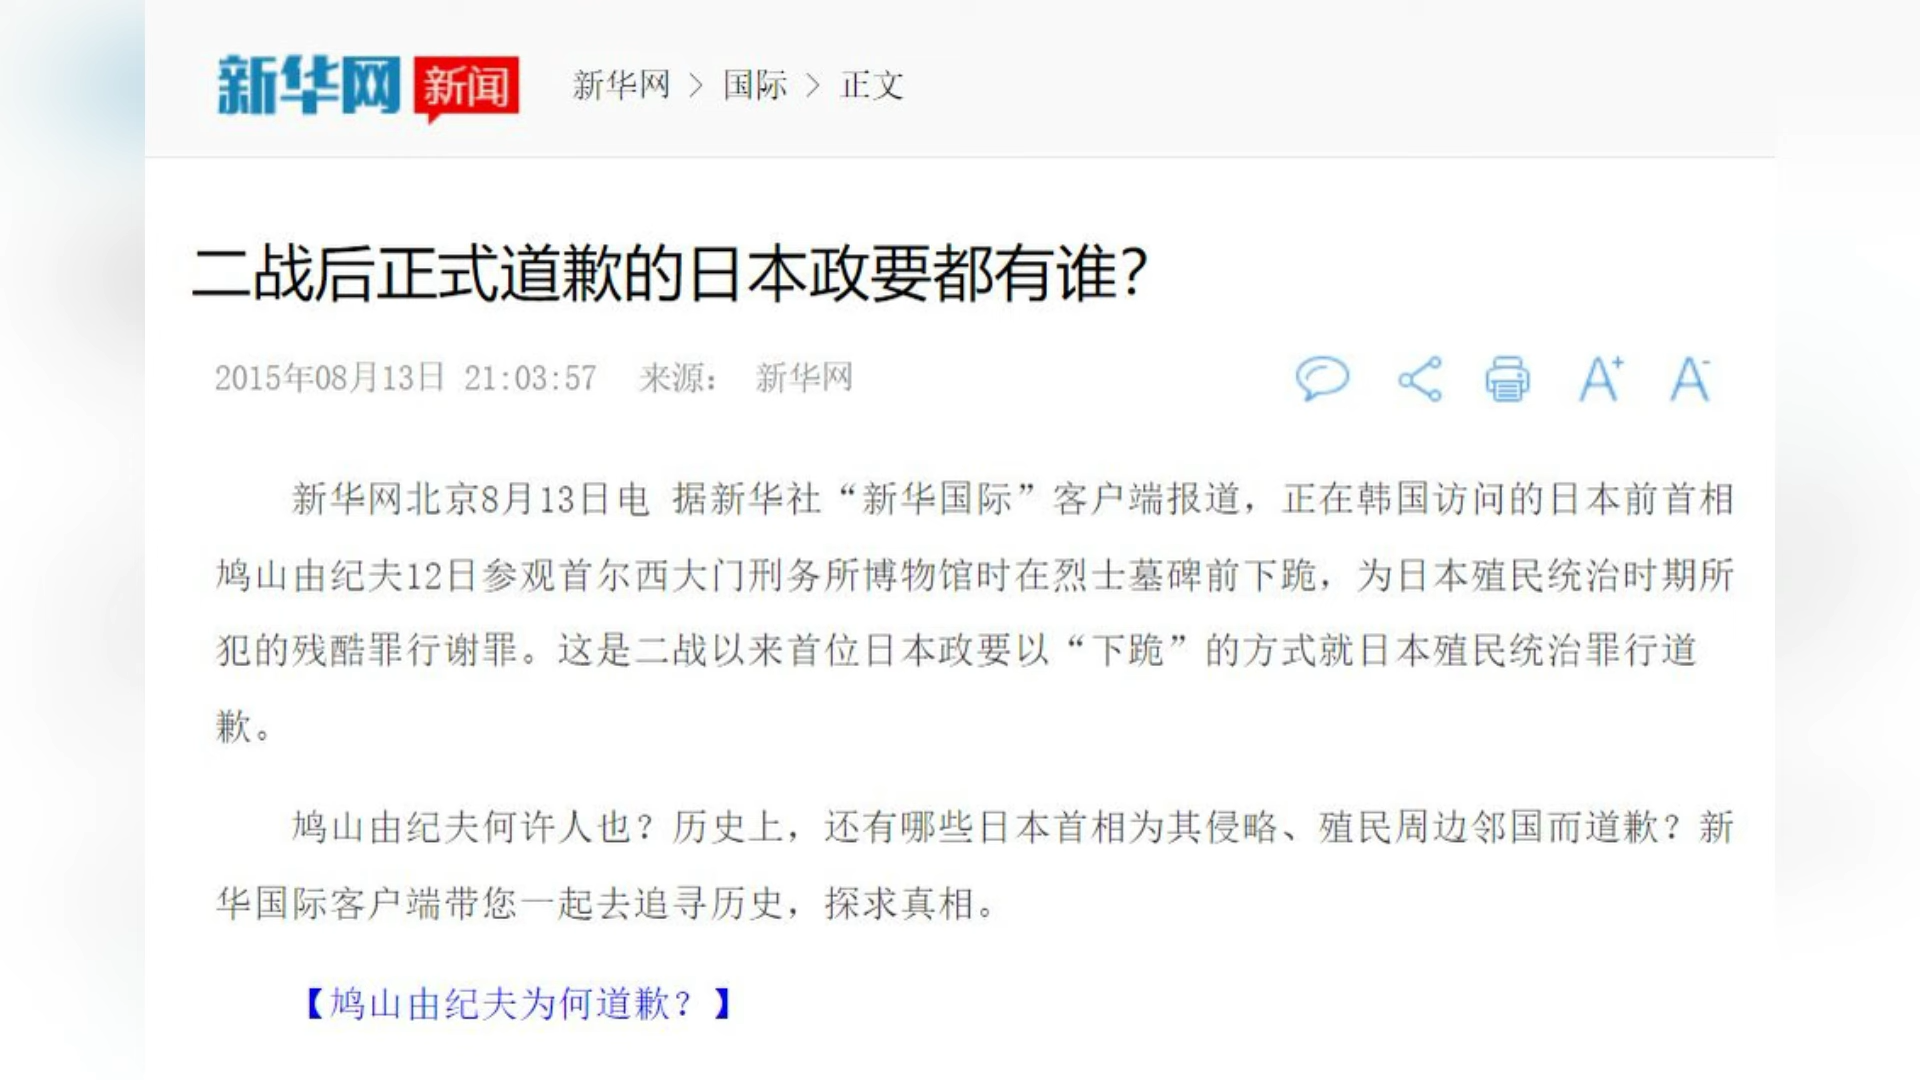 新华网 新闻 新华网 > 国际 > 正文
二战后正式道歉的日本政要都有谁？
2015年08月13日 21:03:57 来源： 新华网 A+ A-
新华网北京8月13日电 据新华社“新华国际”客户端报道，正在韩国访问的日本前首相
鸠山由纪夫12日参观首尔西大门刑务所博物馆时在烈士墓碑前下跪，为日本殖民统治时期所
犯的残酷罪行谢罪。这是二战以来首位日本政要以“下跪”的方式就日本殖民统治罪行道
歉。
鸠山由纪夫何许人也？历史上，还有哪些日本首相为其侵略、殖民周边邻国而道歉？新
华国际客户端带您一起去追寻历史，探求真相。
【鸠山由纪夫为何道歉？】